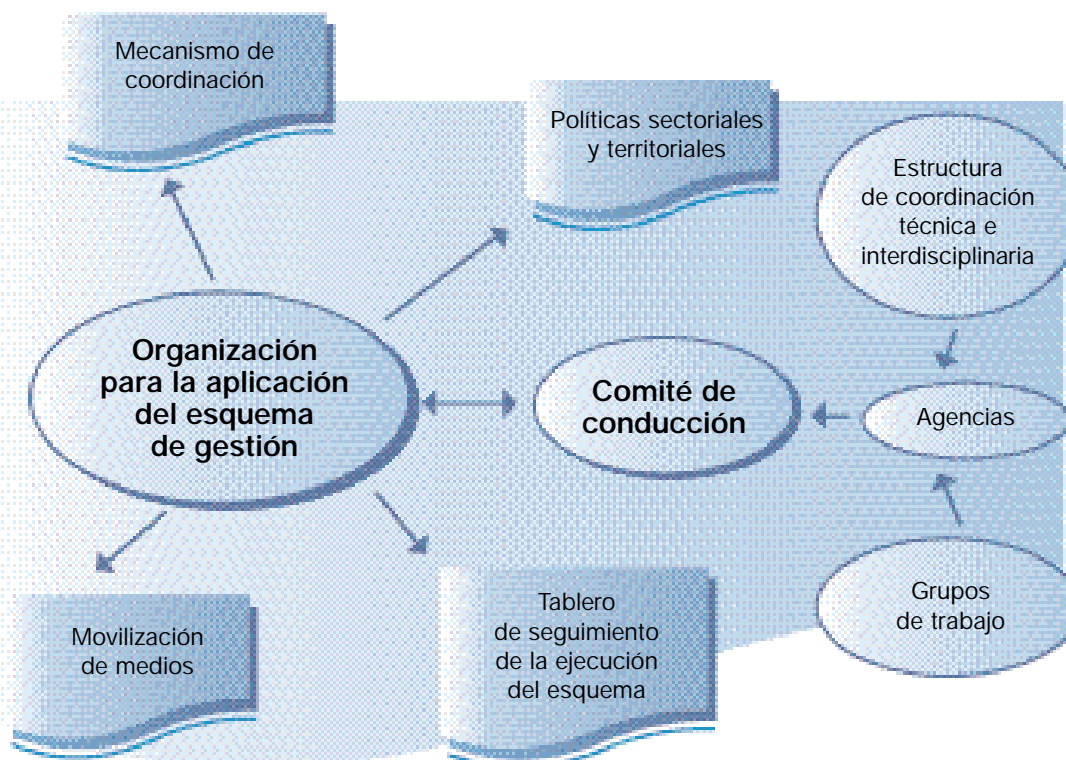 Mecanismo de
coordinación
Políticas sectoriales
y territoriales
Estructura
de coordinación
técnica e
interdisciplinaria
Organización
para la aplicación
del esquema
de gestión
Comité de
conducción
Agencias
Movilización
de medios
Tablero
de seguimiento
de la ejecución
del esquema
Grupos
de trabajo